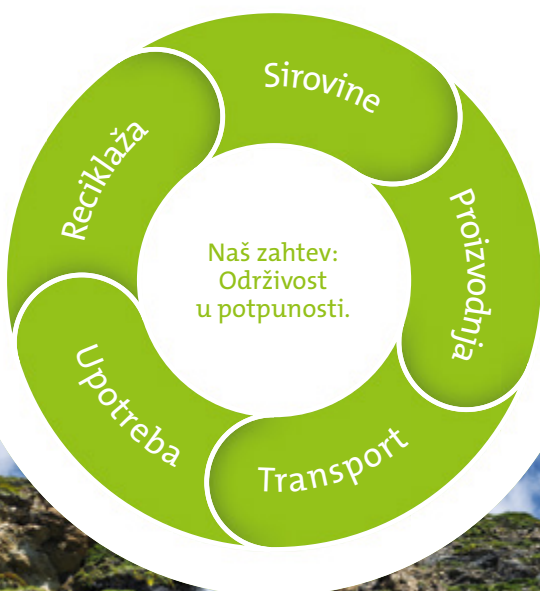 Sirovine
Proizvodnja
Transport
Upotreba
Reciklaža
Naš zahtev:
Održivost
u potpunosti.